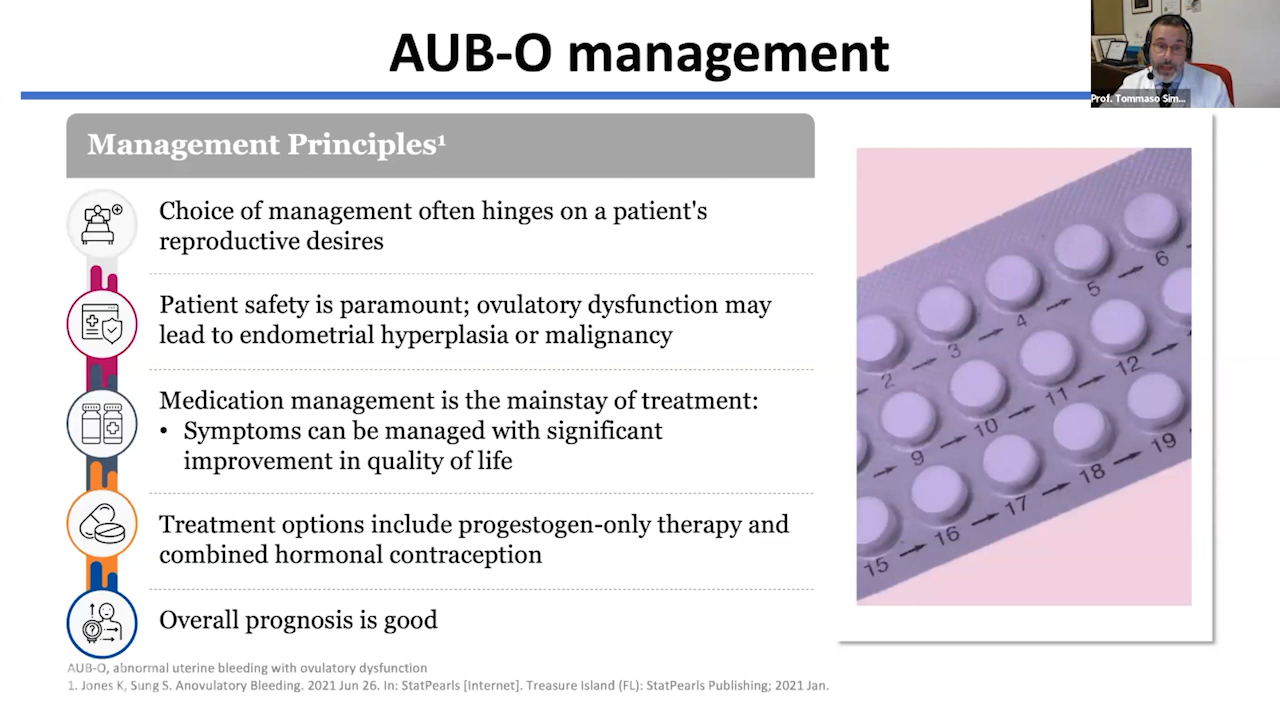 AUB-O management
Prof. Tommaso Sim...
Management Principles¹
Choice of management often hinges on a patient's
reproductive desires
Patient safety is paramount; ovulatory dysfunction may
lead to endometrial hyperplasia or malignancy
Medication management is the mainstay of treatment:
• Symptoms can be managed with significant
improvement in quality of life
Treatment options include progestogen-only therapy and
combined hormonal contraception
Overall prognosis is good
2 3 4 5 6
9 10 11 12
15 16 17 18 19
AUB-O, abnormal uterine bleeding with ovulatory dysfunction
1. Jones K, Sung S. Anovulatory Bleeding. 2021 Jun 26. In: StatPearls [Internet]. Treasure Island (FL): StatPearls Publishing; 2021 Jan.